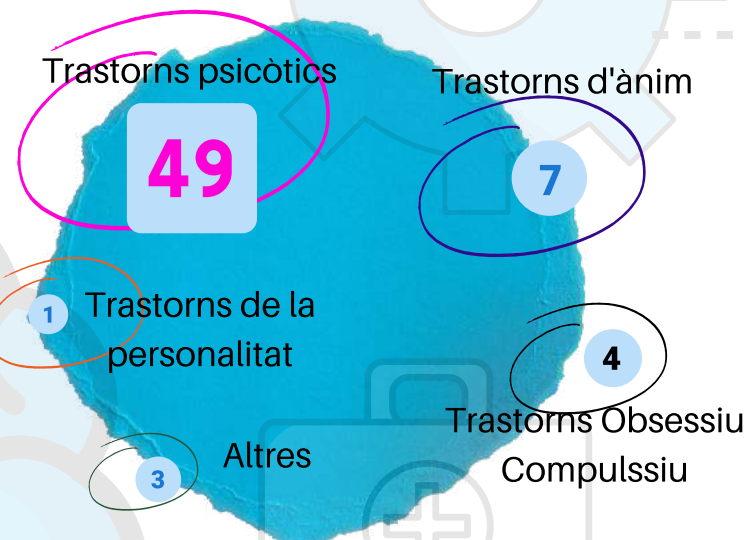 Trastorns psicòtics
49
Trastorns d'ànim
7
1
Trastorns de la
personalitat
4
Trastorns Obsessiu
Compulssiu
Altres
3